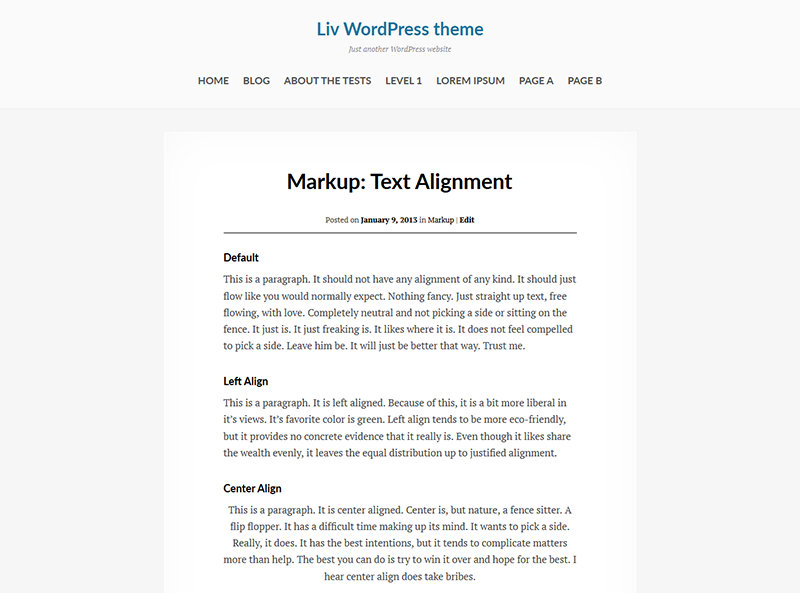 Liv WordPress theme
Just another WordPress website
HOME BLOG ABOUT THE TESTS LEVEL 1 LOREM IPSUM PAGE A PAGE B
Markup: Text Alignment
Posted on January 9, 2013 in Markup | Edit
Default
This is a paragraph. It should not have any alignment of any kind. It should just
flow like you would normally expect. Nothing fancy. Just straight up text, free
flowing, with love. Completely neutral and not picking a side or sitting on the
fence. It just is. It just freaking is. It likes where it is. It does not feel compelled
to pick a side. Leave him be. It will just be better that way. Trust me.
Left Align
This is a paragraph. It is left aligned. Because of this, it is a bit more liberal in
it’s views. It’s favorite color is green. Left align tends to be more eco-friendly,
but it provides no concrete evidence that it really is. Even though it likes share
the wealth evenly, it leaves the equal distribution up to justified alignment.
Center Align
This is a paragraph. It is center aligned. Center is, but nature, a fence sitter. A
flip flopper. It has a difficult time making up its mind. It wants to pick a side.
Really, it does. It has the best intentions, but it tends to complicate matters
more than help. The best you can do is try to win it over and hope for the best. I
hear center align does take bribes.